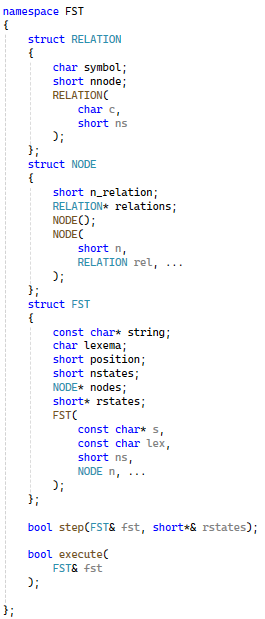 namespace FST
{
struct RELATION
{
char symbol;
short nnode;
RELATION(
char c,
short ns
);
};
struct NODE
{
short n_relation;
RELATION* relations;
NODE();
NODE(
short n,
RELATION rel, ...
);
};
struct FST
{
const char* string;
char lexema;
short position;
short nstates;
NODE* nodes;
short* rstates;
FST(
const char* s,
const char lex,
short ns,
NODE n, ...
);
};
bool step(FST& fst, short*& rstates);
bool execute(
FST& fst
);
};